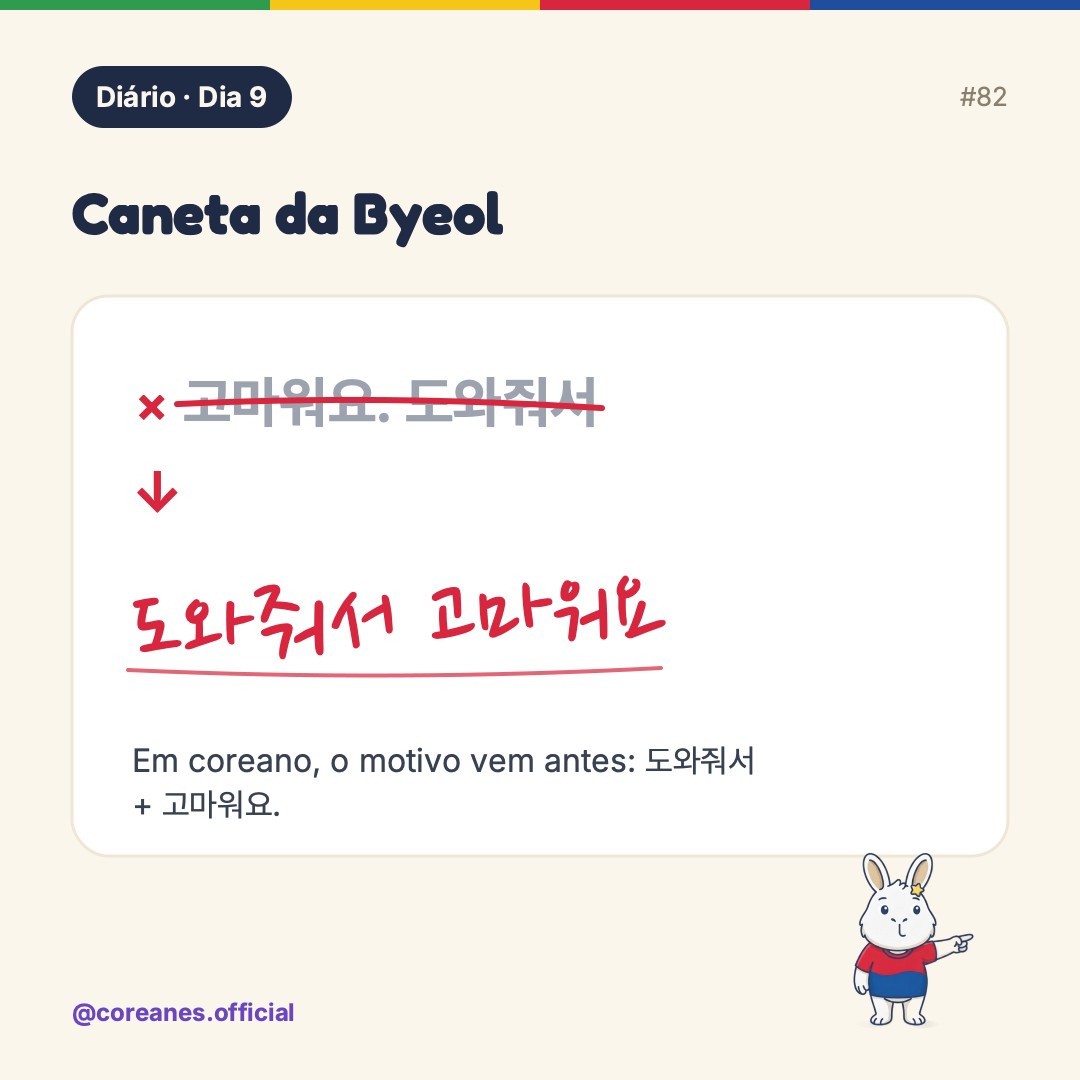 Diário · Dia 9
#82
Caneta da Byeol
× 고마워요. 도와줘서
↓
도와줘서 고마워요
Em coreano, o motivo vem antes: 도와줘서
+ 고마워요.
@coreanes.official